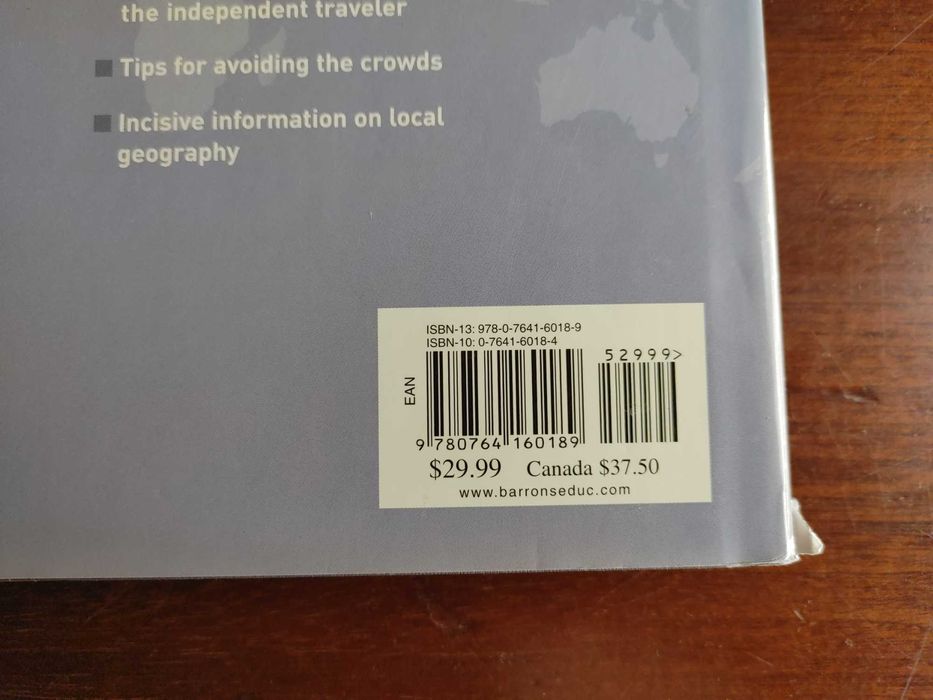 the independent traveler
Tips for avoiding the crowds
Incisive information on local
geography
ISBN-13: 978-0-7641-6018-9
ISBN-10: 0-7641-6018-4
52999>
EAN
9 780764 160189
$29.99 Canada $37.50
www.barronseduc.com